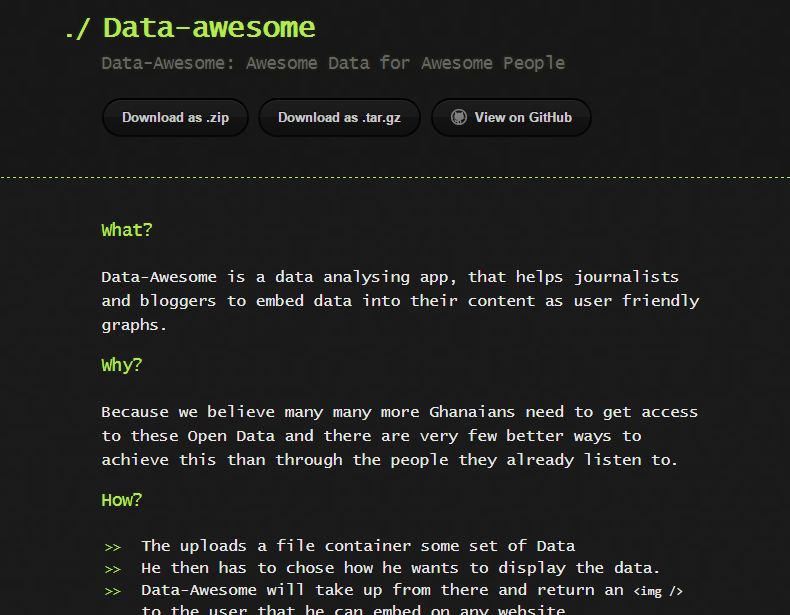 ./ Data-awesome
Data-Awesome: Awesome Data for Awesome People
Download as .zip Download as .tar.gz View on GitHub
What?
Data-Awesome is a data analysing app, that helps journalists
and bloggers to embed data into their content as user friendly
graphs.
Why?
Because we believe many many more Ghanaians need to get access
to these Open Data and there are very few better ways to
achieve this than through the people they already listen to.
How?
>> The uploads a file container some set of Data
>> He then has to chose how he wants to display the data.
>> Data-Awesome will take up from there and return an <img />
to the user that he can embed on any website